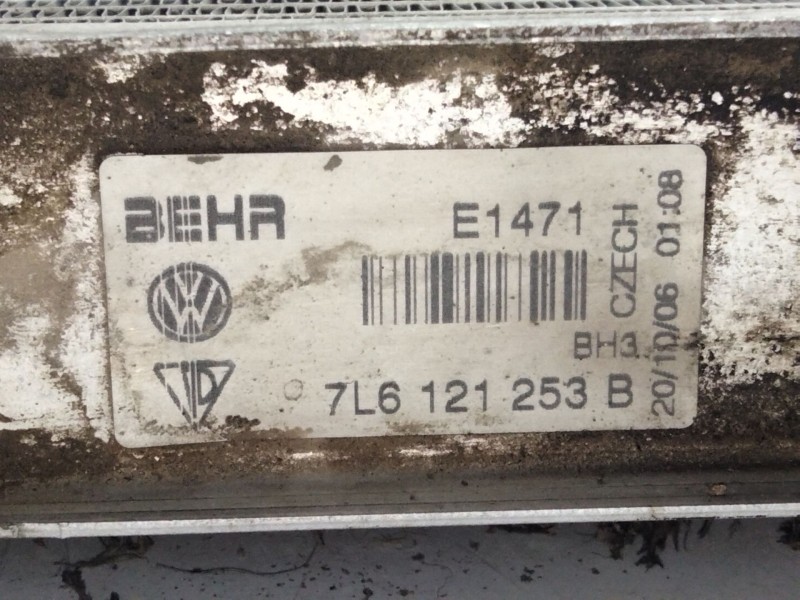 BEHR
E1471
CZECH
20/10/06 01:08
BH3
7L6 121 253 B